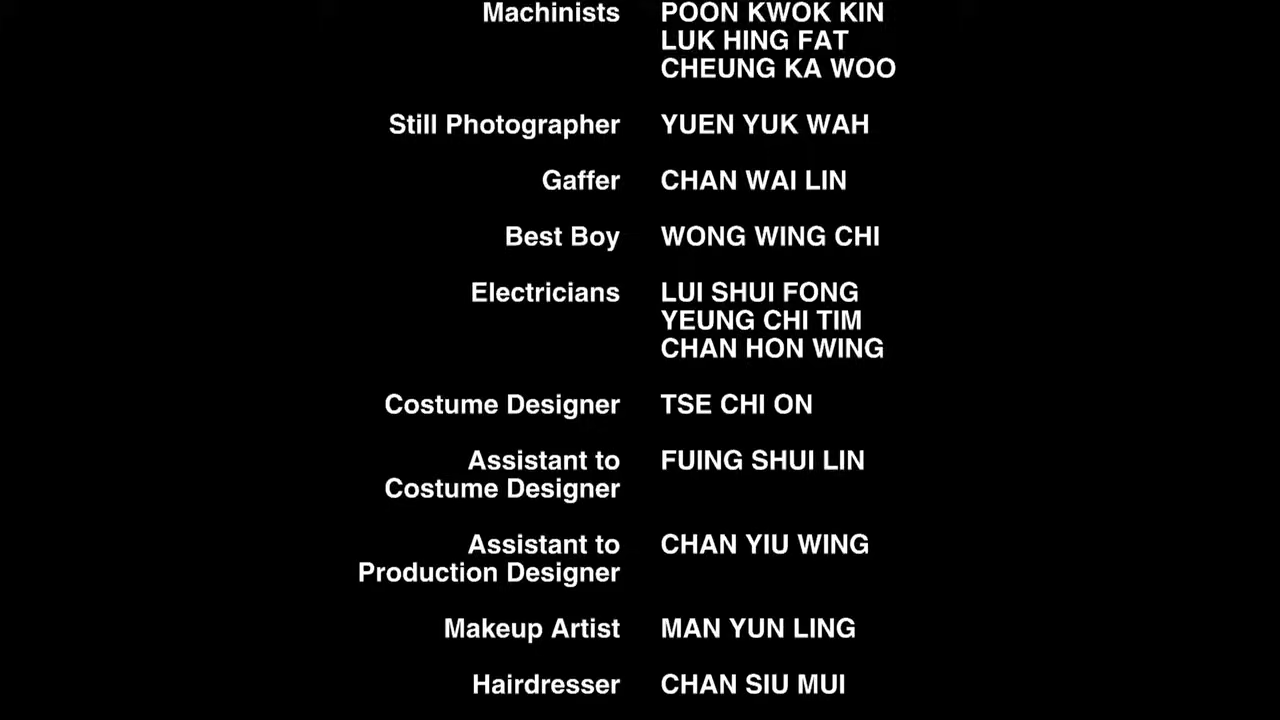 Machinists POON KWOK KIN
LUK HING FAT
CHEUNG KA WOO
Still Photographer YUEN YUK WAH
Gaffer CHAN WAI LIN
Best Boy WONG WING CHI
Electricians LUI SHUI FONG
YEUNG CHI TIM
CHAN HON WING
Costume Designer TSE CHI ON
Assistant to FUING SHUI LIN
Costume Designer
Assistant to CHAN YIU WING
Production Designer
Makeup Artist MAN YUN LING
Hairdresser CHAN SIU MUI